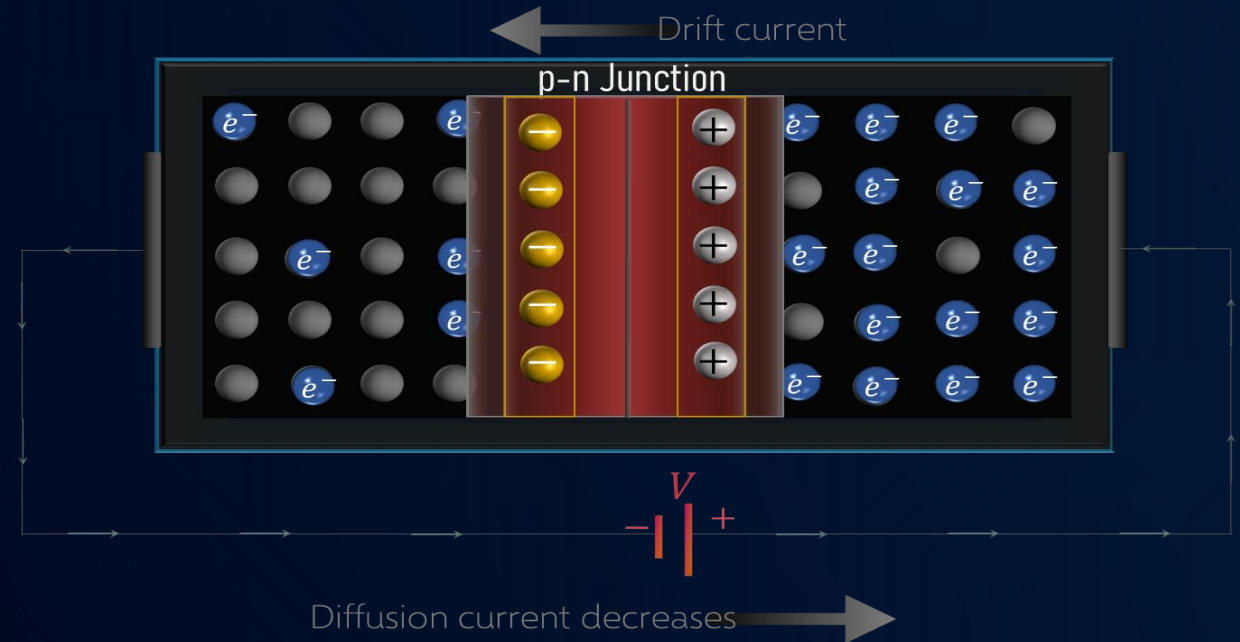 Drift current
p-n Junction
e⁻ e e⁻ e⁻ e⁻
− + 
− + e⁻ e⁻ e⁻
e⁻ e − + e⁻ e⁻ e⁻
e − + e⁻ e⁻ e⁻
e⁻ − + e⁻ e⁻ e⁻ e⁻
V
− +
Diffusion current decreases